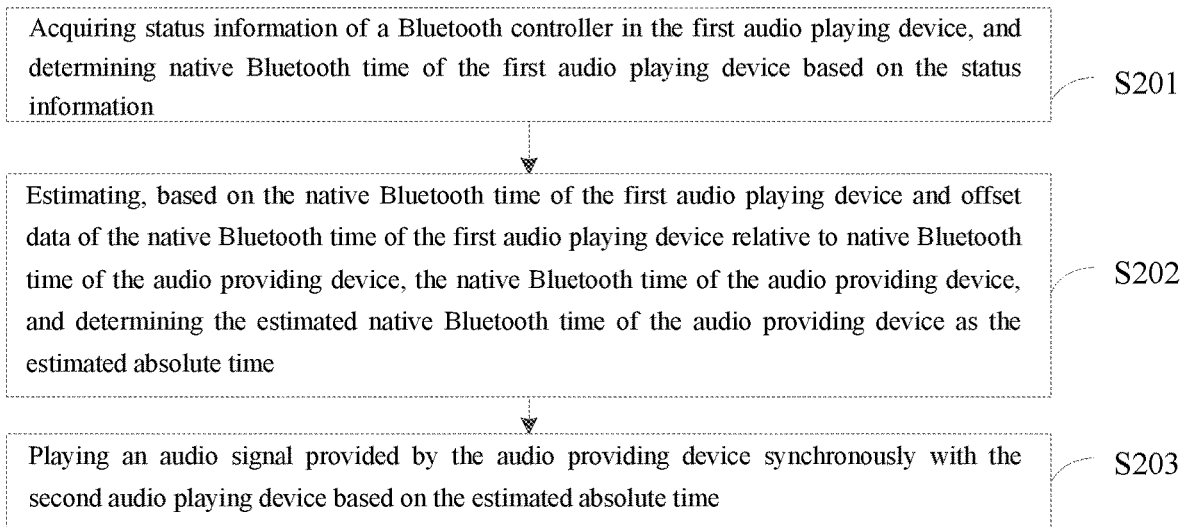 Acquiring status information of a Bluetooth controller in the first audio playing device, and
determining native Bluetooth time of the first audio playing device based on the status
information
S201
Estimating, based on the native Bluetooth time of the first audio playing device and offset
data of the native Bluetooth time of the first audio playing device relative to native Bluetooth
time of the audio providing device, the native Bluetooth time of the audio providing device,
and determining the estimated native Bluetooth time of the audio providing device as the
estimated absolute time
S202
Playing an audio signal provided by the audio providing device synchronously with the
second audio playing device based on the estimated absolute time
S203